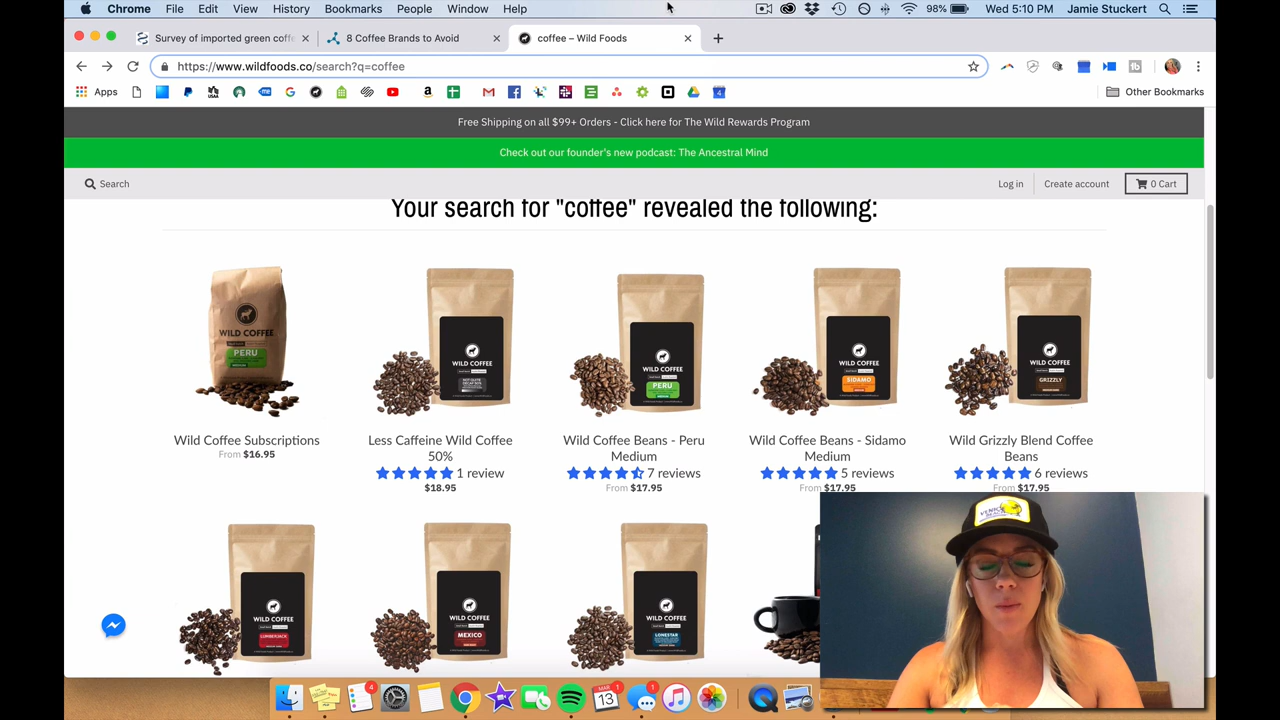 Chrome File Edit View History Bookmarks People Window Help 98% Wed 5:10 PM Jamie Stuckert
Survey of imported green coff 8 Coffee Brands to Avoid coffee – Wild Foods
https://www.wildfoods.co/search?q=coffee
Apps Other Bookmarks
Free Shipping on all $99+ Orders - Click here for The Wild Rewards Program
Check out our founder's new podcast: The Ancestral Mind
Search Log in Create account 0 Cart
Your search for "coffee" revealed the following:
WILD COFFEE
PERU
WILD COFFEE
WILD COFFEE
PERU
WILD COFFEE
SIDAMO
WILD COFFEE
GRIZZLY
Wild Coffee Subscriptions
From $16.95
Less Caffeine Wild Coffee
50%
1 review
$18.95
Wild Coffee Beans - Peru
Medium
7 reviews
From $17.95
Wild Coffee Beans - Sidamo
Medium
5 reviews
From $17.95
Wild Grizzly Blend Coffee
Beans
6 reviews
From $17.95
WILD COFFEE
LUMBERJACK
WILD COFFEE
MEXICO
WILD COFFEE
LONESTAR
VENICE
4
MAR
13
1
1